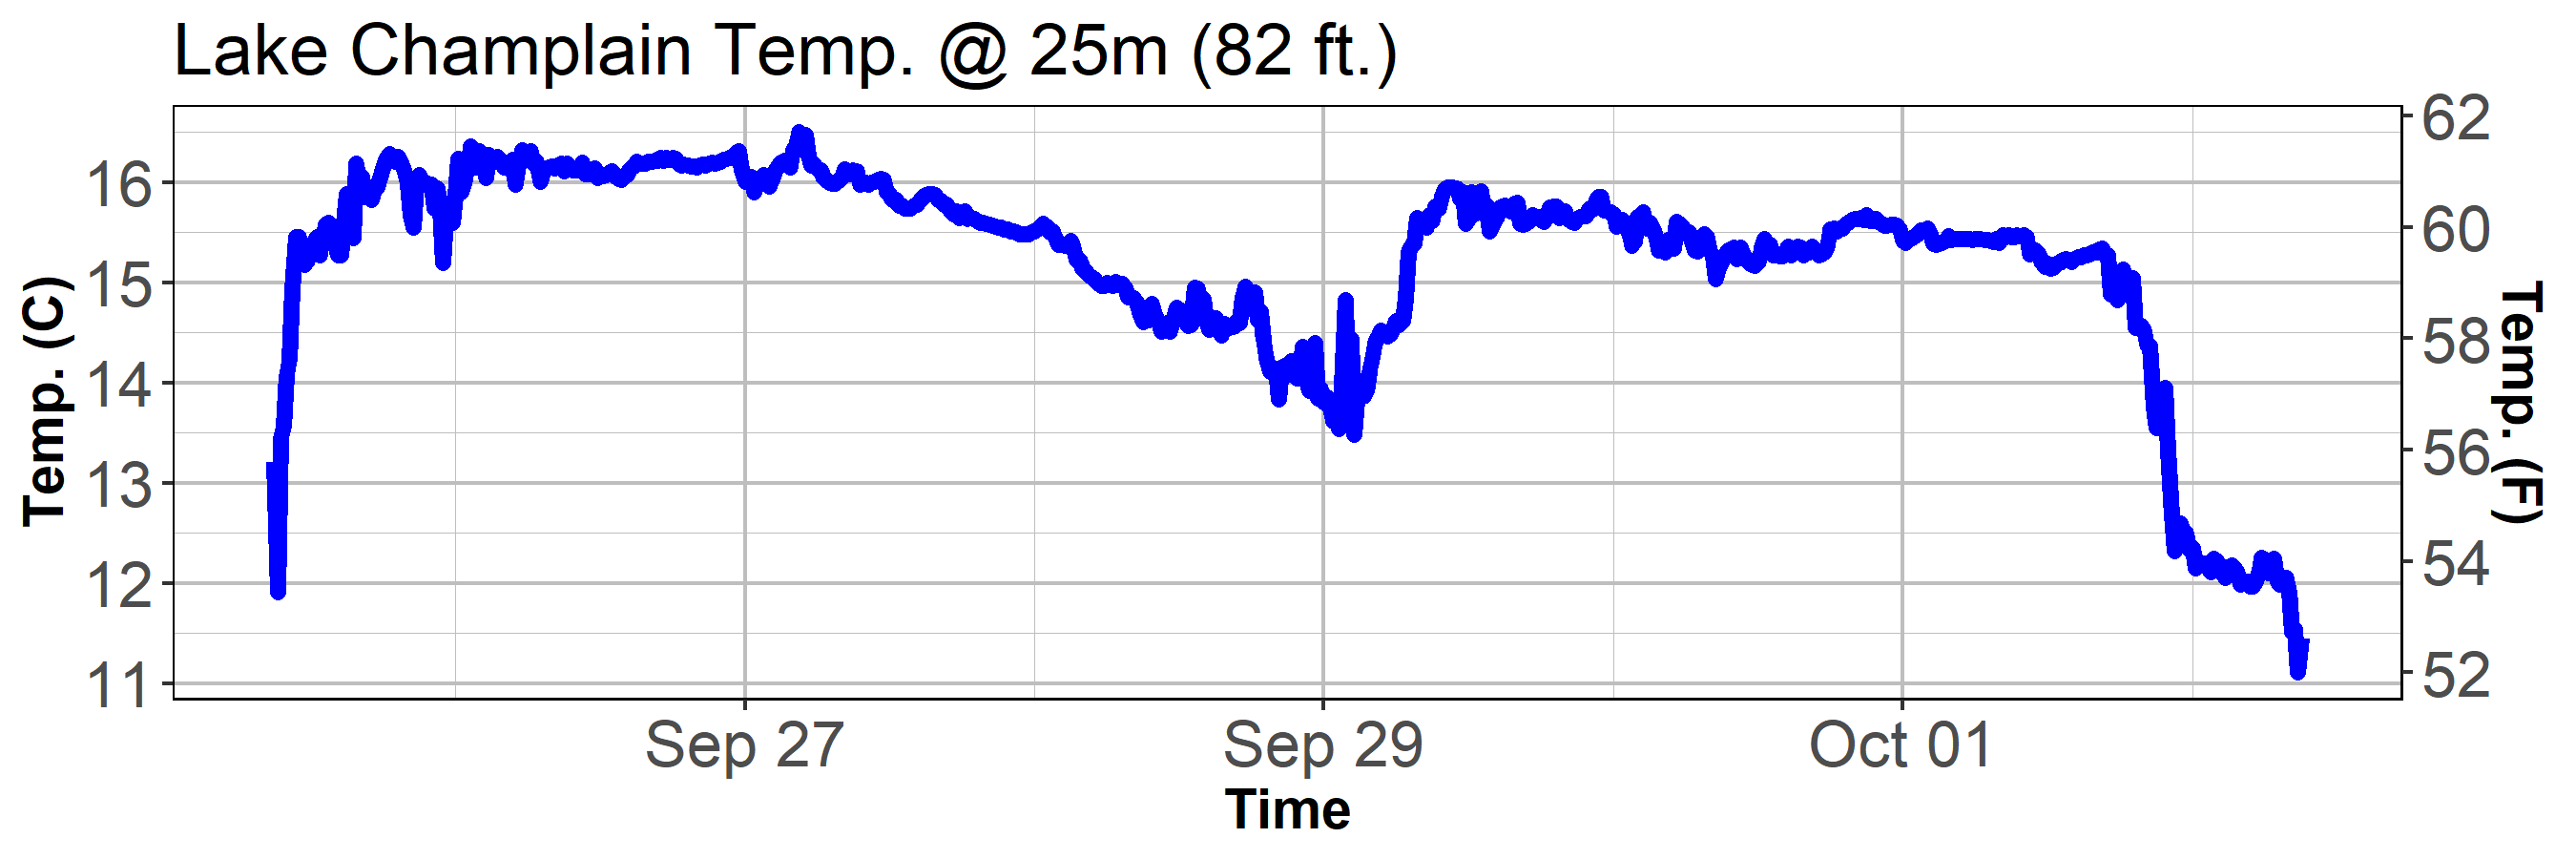 Lake Champlain Temp. @ 25m (82 ft.)
Temp. (C)
16
15
14
13
12
11
62
60
58
56
54
52
Temp. (F)
Sep 27
Sep 29
Oct 01
Time